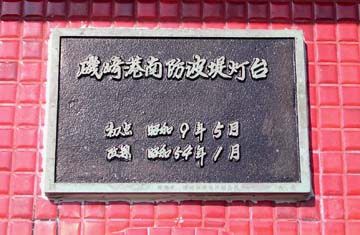 磯崎港南防波堤灯台
初点 昭和9年5月
改築 昭和54年1月